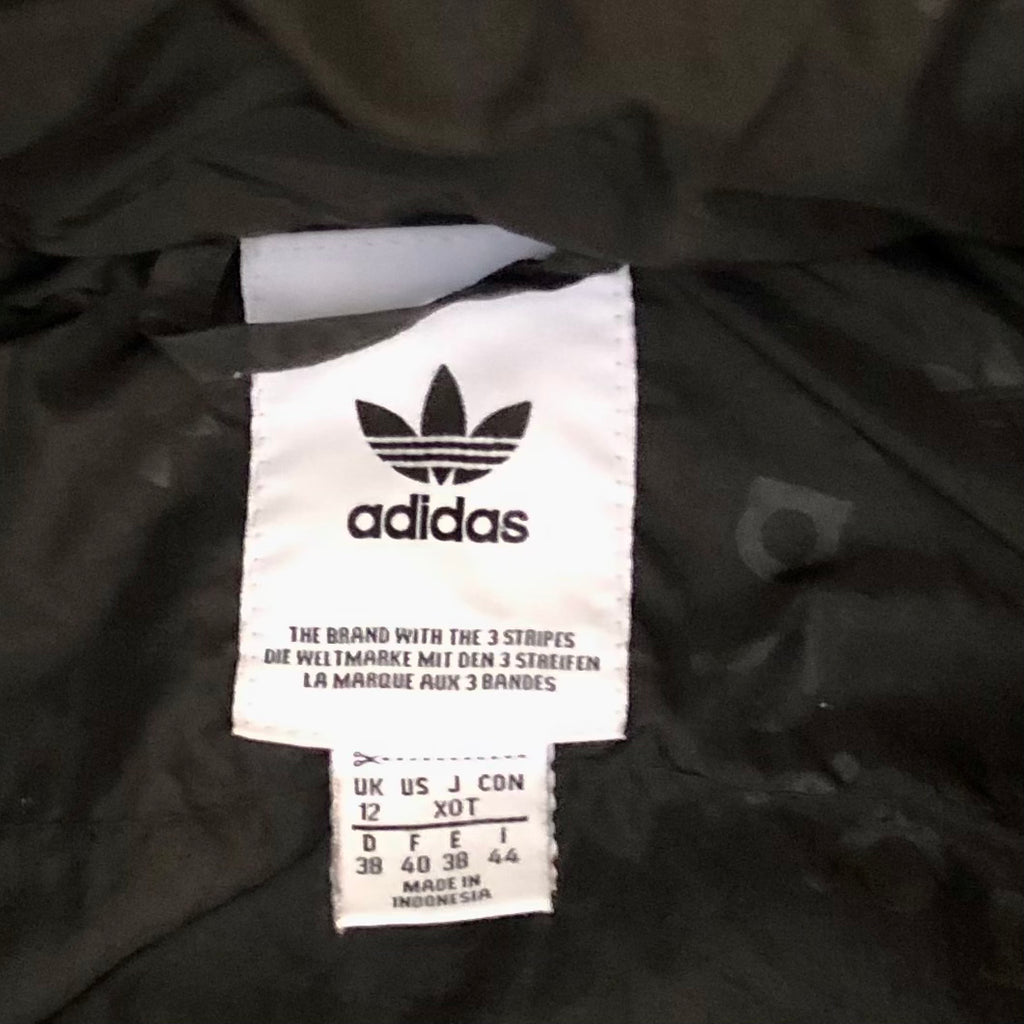 adidas
THE BRAND WITH THE 3 STRIPES
DIE WELTMARKE MIT DEN 3 STREIFEN
LA MARQUE AUX 3 BANDES
UK US J CON
12 XOT
D F E I
38 40 38 44
MADE IN
INDONESIA